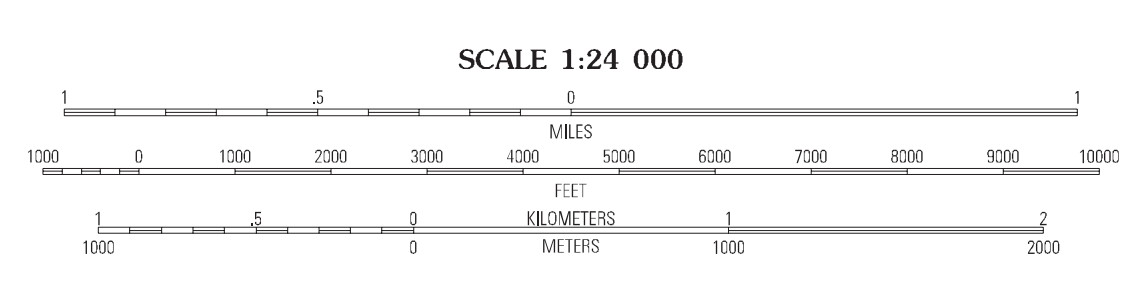 SCALE 1:24 000
1 .5 0 1
MILES
1000 0 1000 2000 3000 4000 5000 6000 7000 8000 9000 10000
FEET
1 .5 0 KILOMETERS 1 2
1000 0 METERS 1000 2000